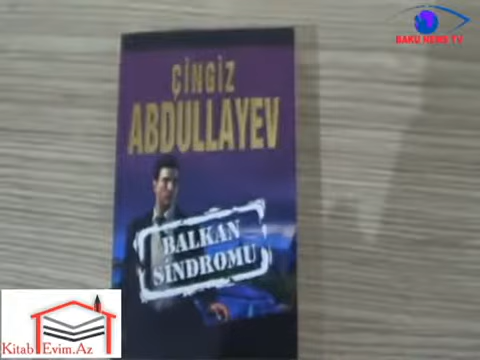 BAKU NEWS TV
ÇİNGİZ
ABDULLAYEV
BALKAN
SİNDROMU
Kitab Evim.Az